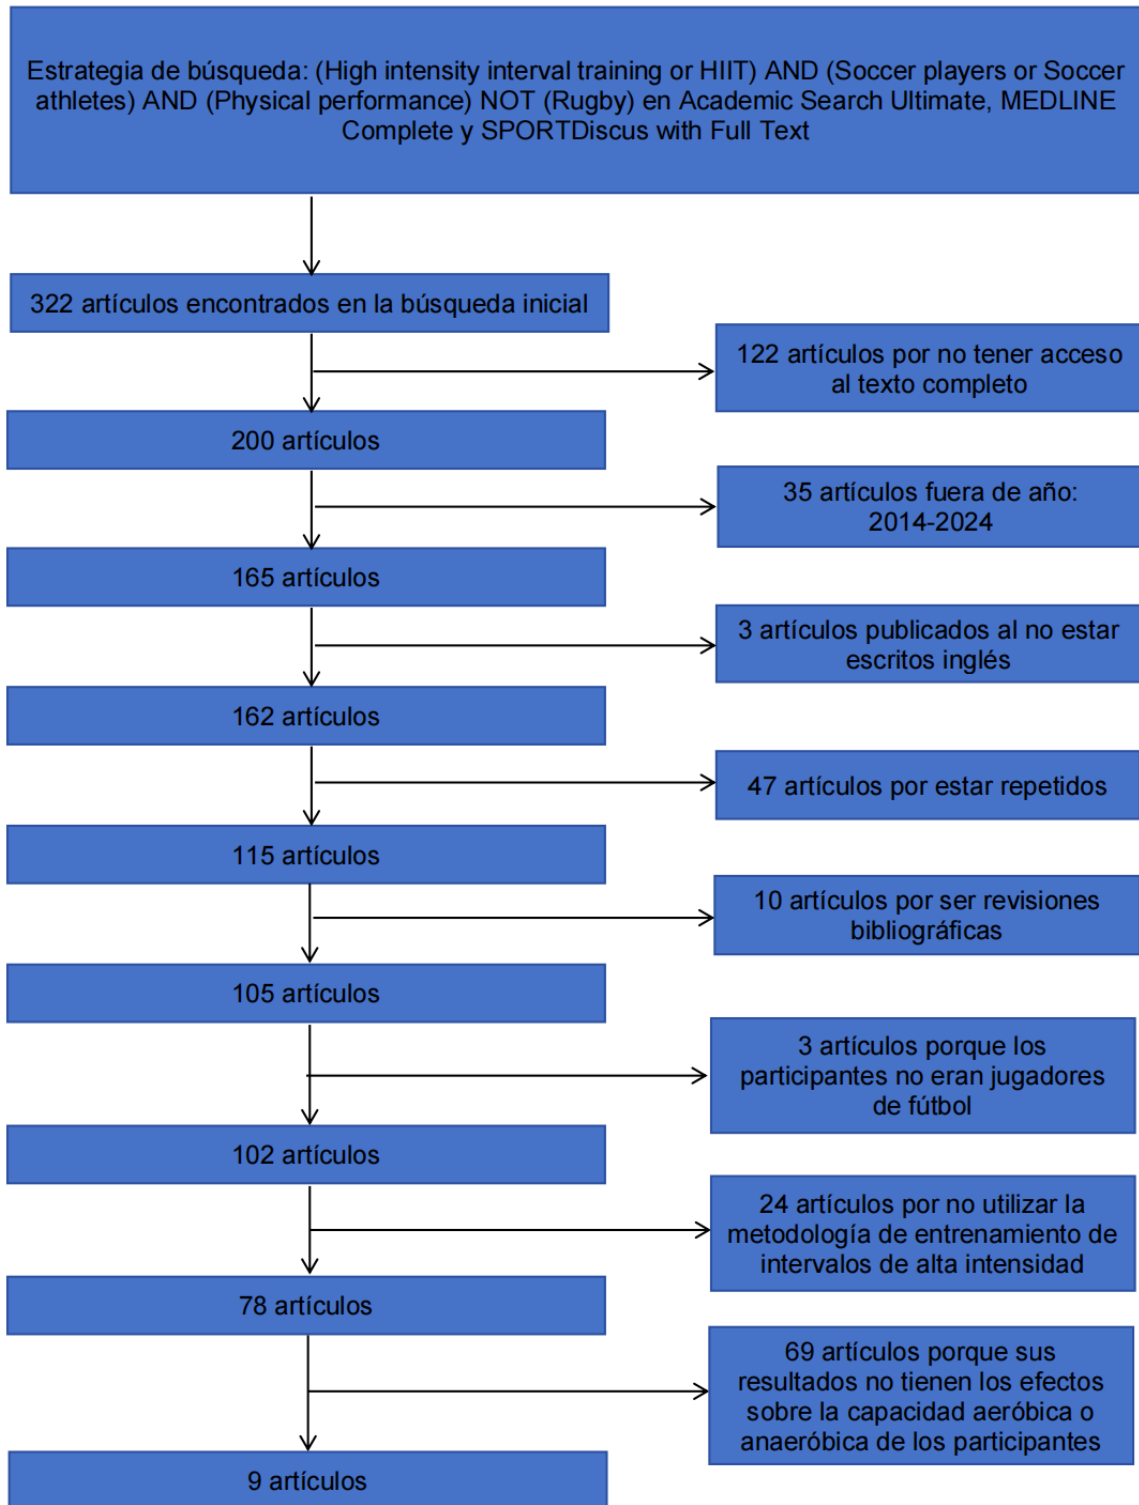 Estrategia de búsqueda: (High intensity interval training or HIIT) AND (Soccer players or Soccer
athletes) AND (Physical performance) NOT (Rugby) en Academic Search Ultimate, MEDLINE
Complete y SPORTDiscus with Full Text
322 artículos encontrados en la búsqueda inicial
122 artículos por no tener acceso
al texto completo
200 artículos
35 artículos fuera de año:
2014-2024
165 artículos
3 artículos publicados al no estar
escritos inglés
162 artículos
47 artículos por estar repetidos
115 artículos
10 artículos por ser revisiones
bibliográficas
105 artículos
3 artículos porque los
participantes no eran jugadores
de fútbol
102 artículos
24 artículos por no utilizar la
metodología de entrenamiento de
intervalos de alta intensidad
78 artículos
69 artículos porque sus
resultados no tienen los efectos
sobre la capacidad aeróbica o
anaeróbica de los participantes
9 artículos